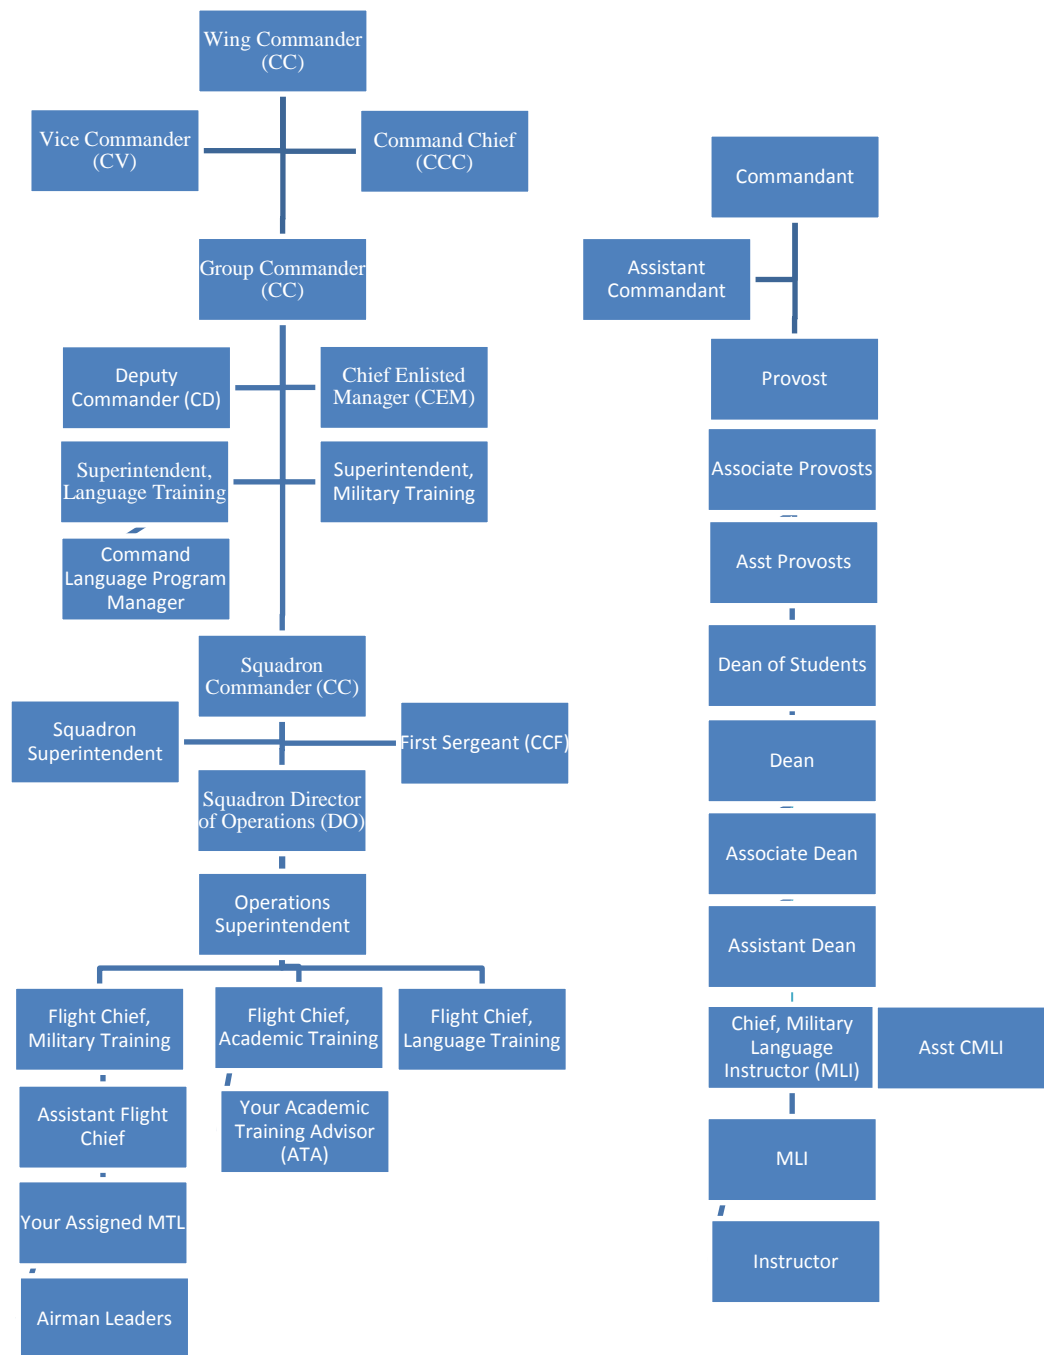 Wing Commander
(CC)
Vice Commander
(CV)
Command Chief
(CCC)
Group Commander
(CC)
Deputy
Commander (CD)
Chief Enlisted
Manager (CEM)
Superintendent,
Language Training
Superintendent,
Military Training
Command
Language Program
Manager
Squadron
Commander (CC)
Squadron
Superintendent
First Sergeant (CCF)
Squadron Director
of Operations (DO)
Operations
Superintendent
Flight Chief,
Military Training
Flight Chief,
Academic Training
Flight Chief,
Language Training
Assistant Flight
Chief
Your Academic
Training Advisor
(ATA)
Your Assigned MTL
Airman Leaders
Commandant
Assistant
Commandant
Provost
Associate Provosts
Asst Provosts
Dean of Students
Dean
Associate Dean
Assistant Dean
Chief, Military
Language
Instructor (MLI)
Asst CMLI
MLI
Instructor